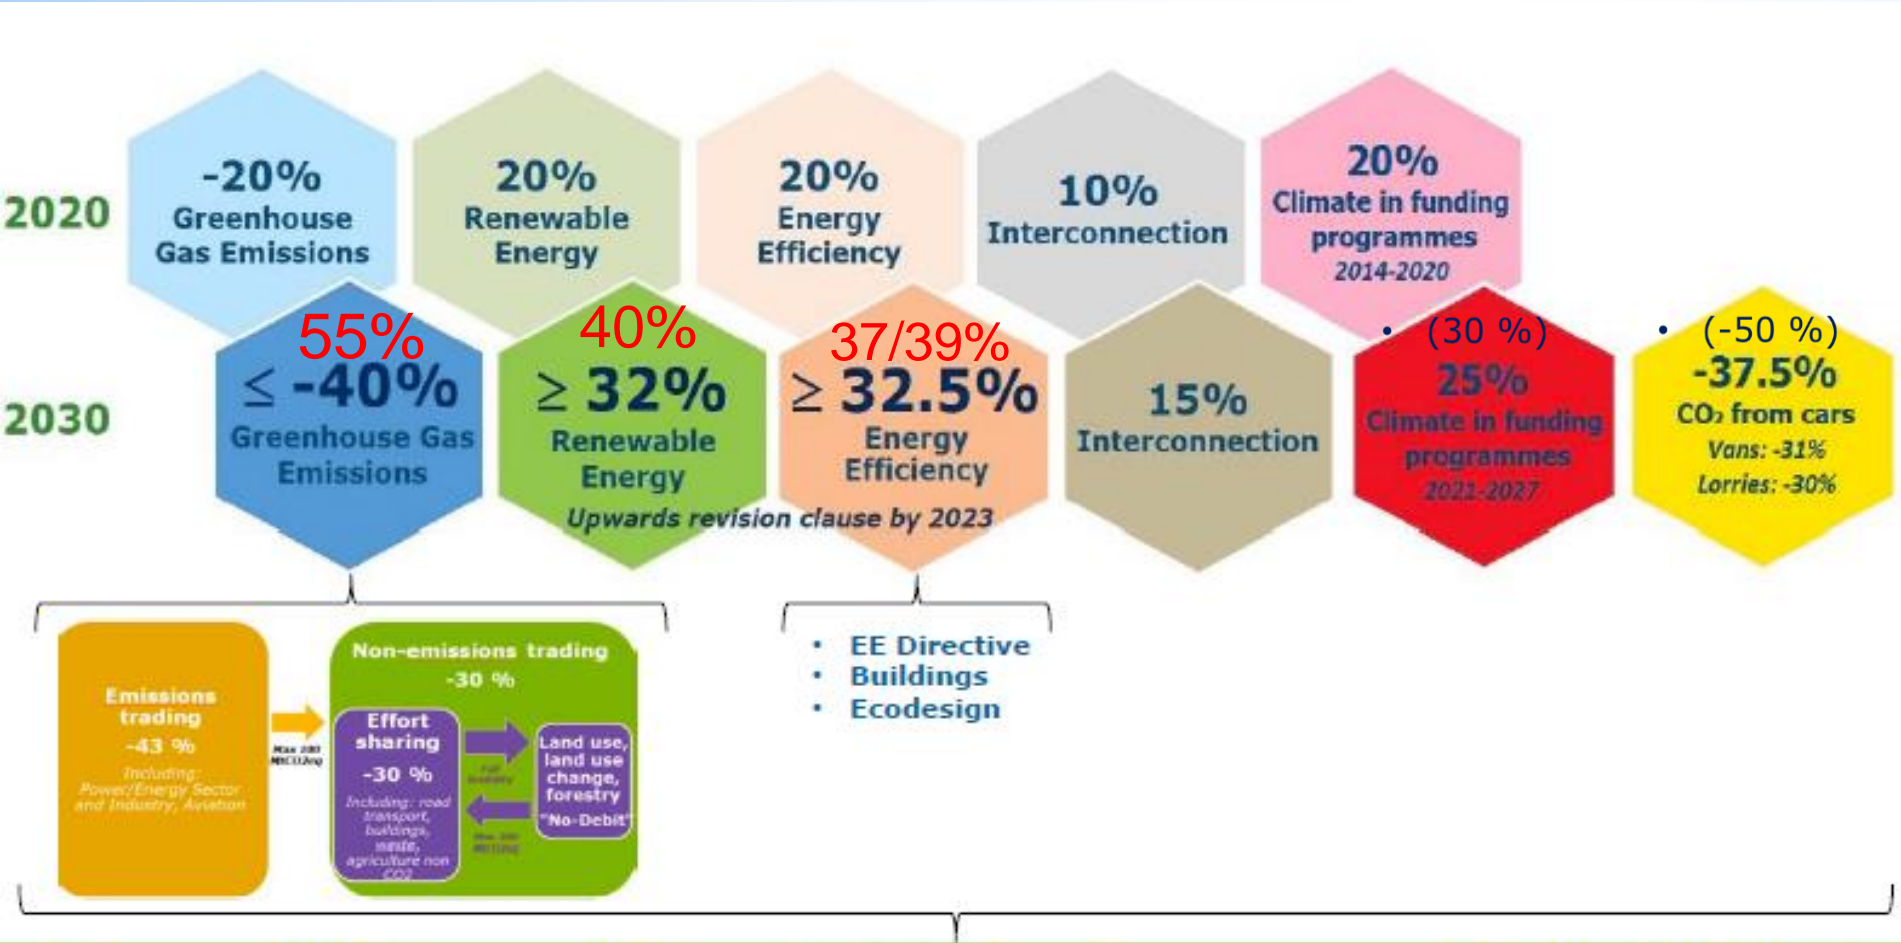 2020
-20%
Greenhouse
Gas Emissions
20%
Renewable
Energy
20%
Energy
Efficiency
10%
Interconnection
20%
Climate in funding
programmes
2014-2020
2030
55%
≤ -40%
Greenhouse Gas
Emissions
40%
≥ 32%
Renewable
Energy
37/39%
≥ 32.5%
Energy
Efficiency
Upwards revision clause by 2023
15%
Interconnection
• (30 %)
25%
Climate in funding
programmes
2021-2027
• (-50 %)
-37.5%
CO₂ from cars
Vans: -31%
Lorries: -30%
Emissions
trading
-43 %
Including:
Power/Energy Sector
and Industry, Aviation
Max 100
MtCO2eq
Non-emissions trading
-30 %
Effort
sharing
-30 %
Including: road
transport,
buildings,
waste,
agriculture non
CO2
Land use,
land use
change,
forestry
"No-Debit"
• EE Directive
• Buildings
• Ecodesign